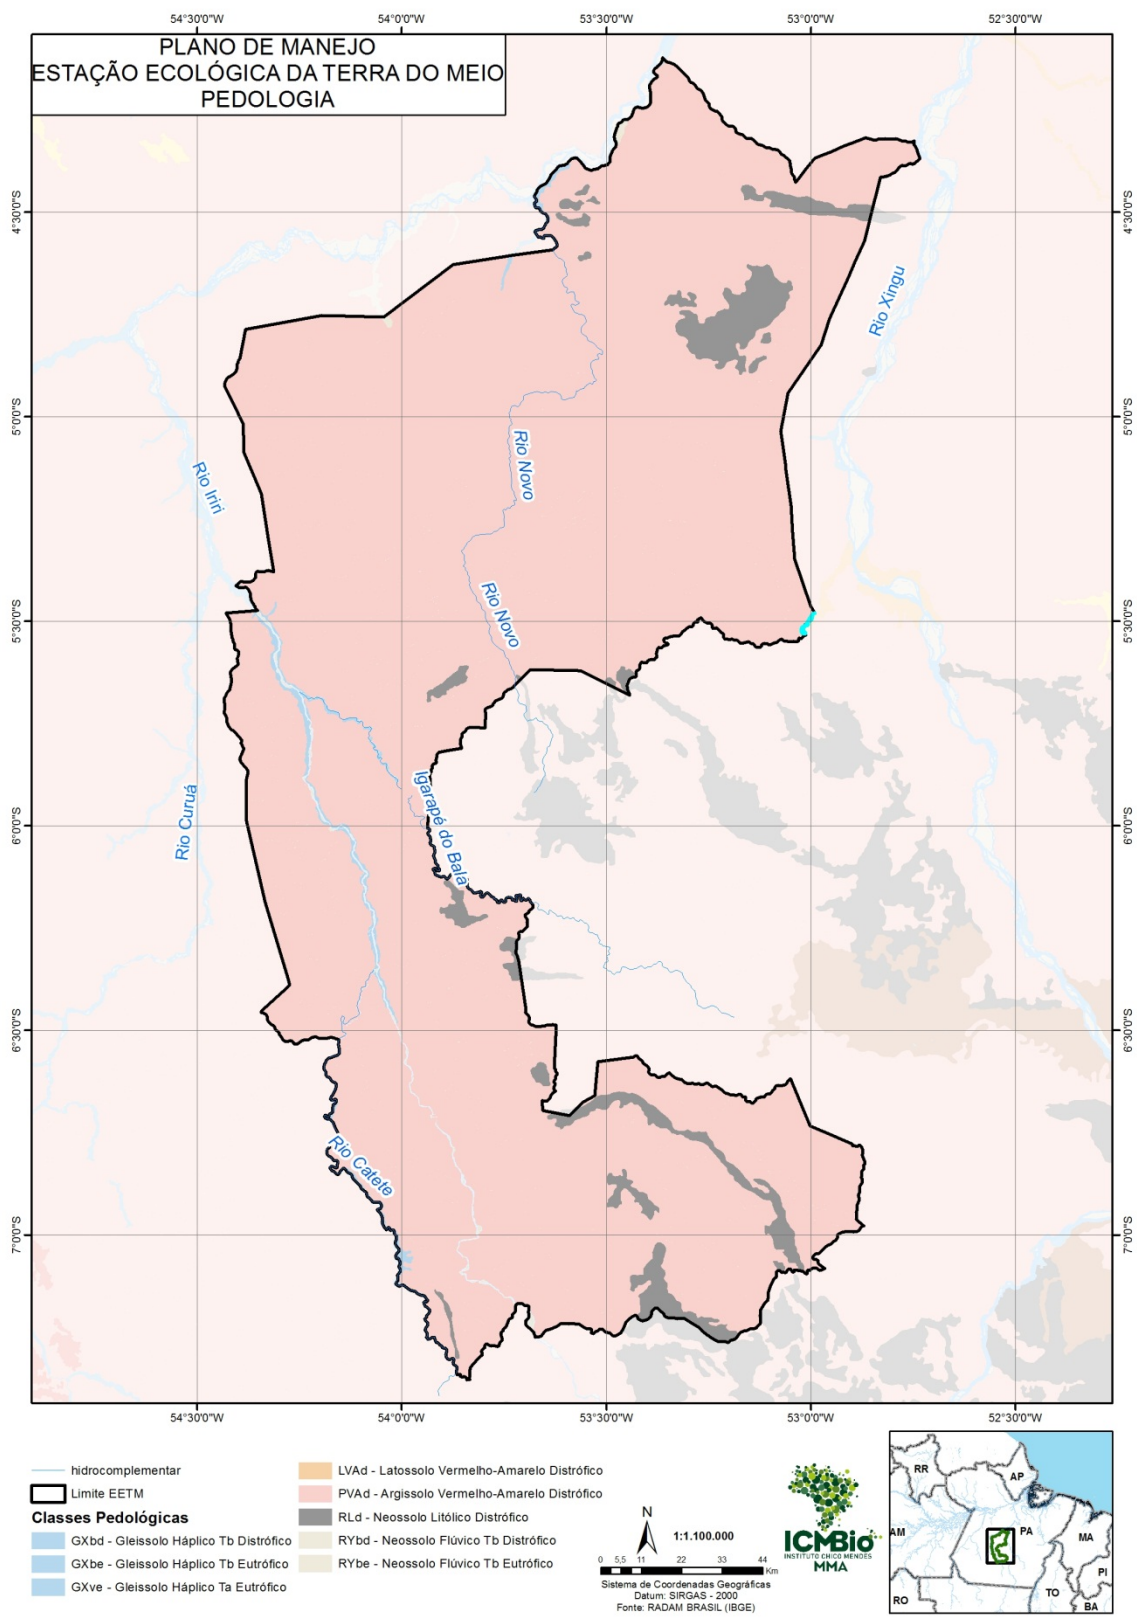 54°30'0"W 54°0'0"W 53°30'0"W 53°0'0"W 52°30'0"W
PLANO DE MANEJO
ESTAÇÃO ECOLÓGICA DA TERRA DO MEIO
PEDOLOGIA
4°30'0"S 4°30'0"S
Rio Xingu
5°0'0"S 5°0'0"S
Rio Novo
Rio Iriri
Rio Novo
5°30'0"S 5°30'0"S
Rio Curuá
Igarapé do Balá
6°0'0"S 6°0'0"S
6°30'0"S 6°30'0"S
Rio Catete
7°0'0"S 7°0'0"S
54°30'0"W 54°0'0"W 53°30'0"W 53°0'0"W 52°30'0"W
hidrocomplementar
Limite EETM
Classes Pedológicas
GXbd - Gleissolo Háplico Tb Distrófico
GXbe - Gleissolo Háplico Tb Eutrófico
GXve - Gleissolo Háplico Ta Eutrófico
LVAd - Latossolo Vermelho-Amarelo Distrófico
PVAd - Argissolo Vermelho-Amarelo Distrófico
RLd - Neossolo Litólico Distrófico
RYbd - Neossolo Flúvico Tb Distrófico
RYbe - Neossolo Flúvico Tb Eutrófico
N
1:1.100.000
0 5,5 11 22 33 44
Km
Sistema de Coordenadas Geográficas
Datum: SIRGAS - 2000
Fonte: RADAM BRASIL (IBGE)
ICMBio
INSTITUTO CHICO MENDES
MMA
RR
AP
AM
PA
MA
PI
TO
RO
BA